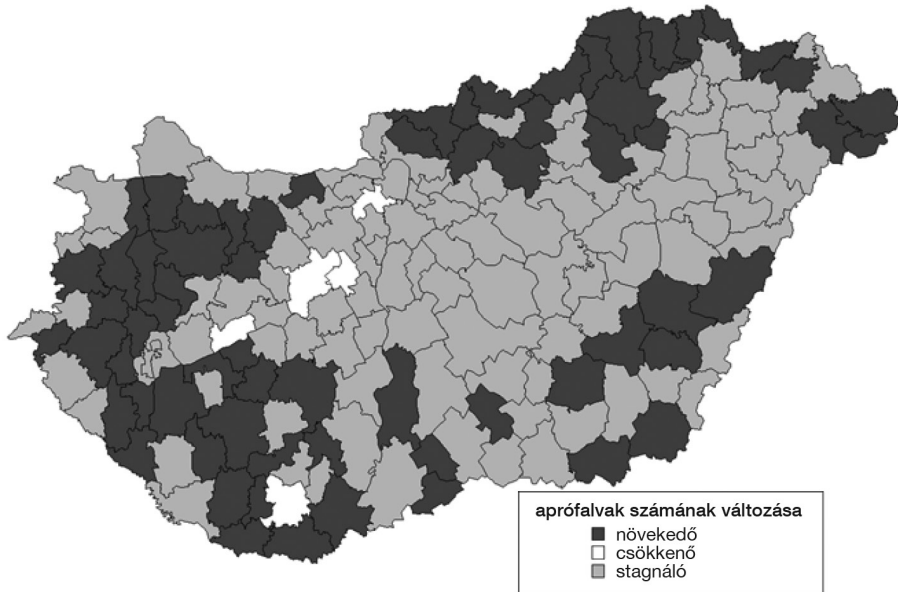 aprófalvak számának változása
növekedő
csökkenő
stagnáló